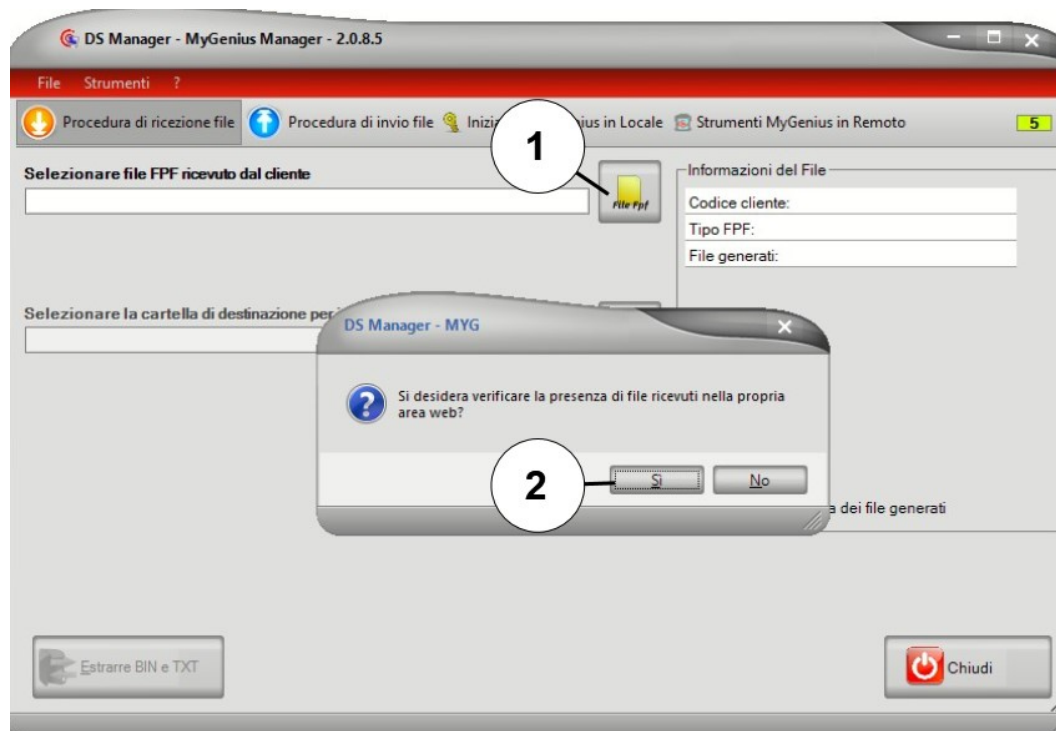 DS Manager - MyGenius Manager - 2.0.8.5
File Strumenti ?
Procedura di ricezione file Procedura di invio file in Locale Strumenti MyGenius in Remoto 5
1
Selezionare file FPF ricevuto dal cliente
File Fpf
Informazioni del File
Codice cliente:
Tipo FPF:
File generati:
Selezionare la cartella di destinazione per
DS Manager - MYG
Si desidera verificare la presenza di file ricevuti nella propria
area web?
2
Sì No
dei file generati
Estrarre BIN e TXT
Chiudi